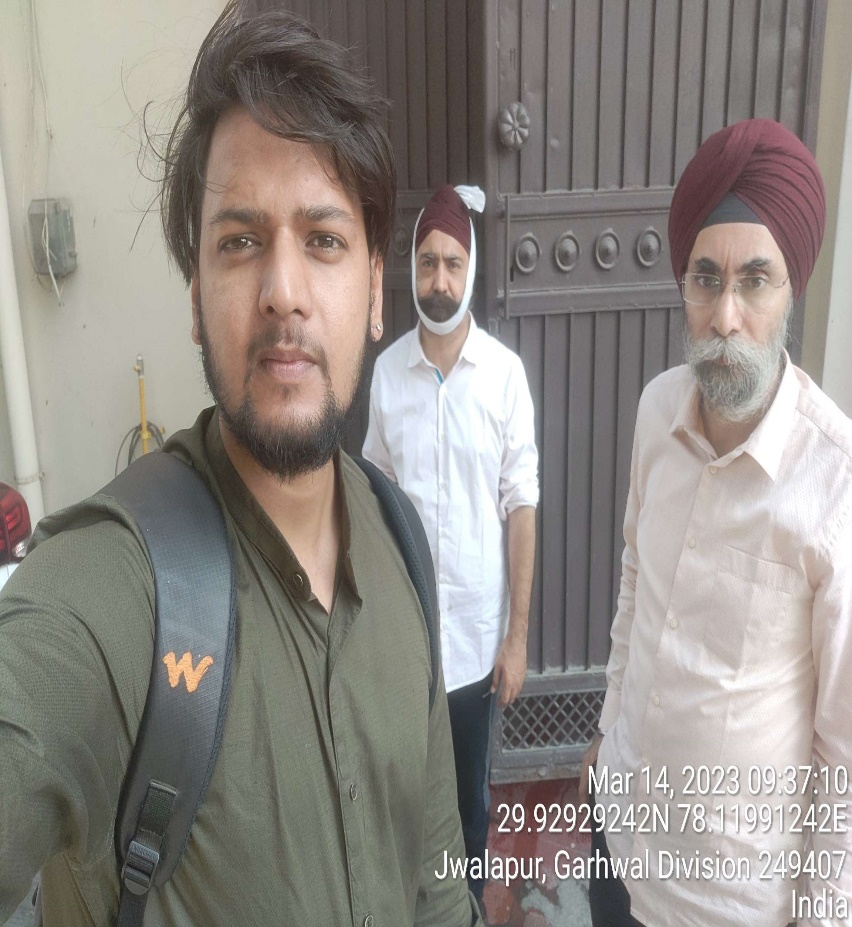 W
Mar 14, 2023 09:37:10
29.92929242N 78.11991242E
Jwalapur, Garhwal Division 249407
India